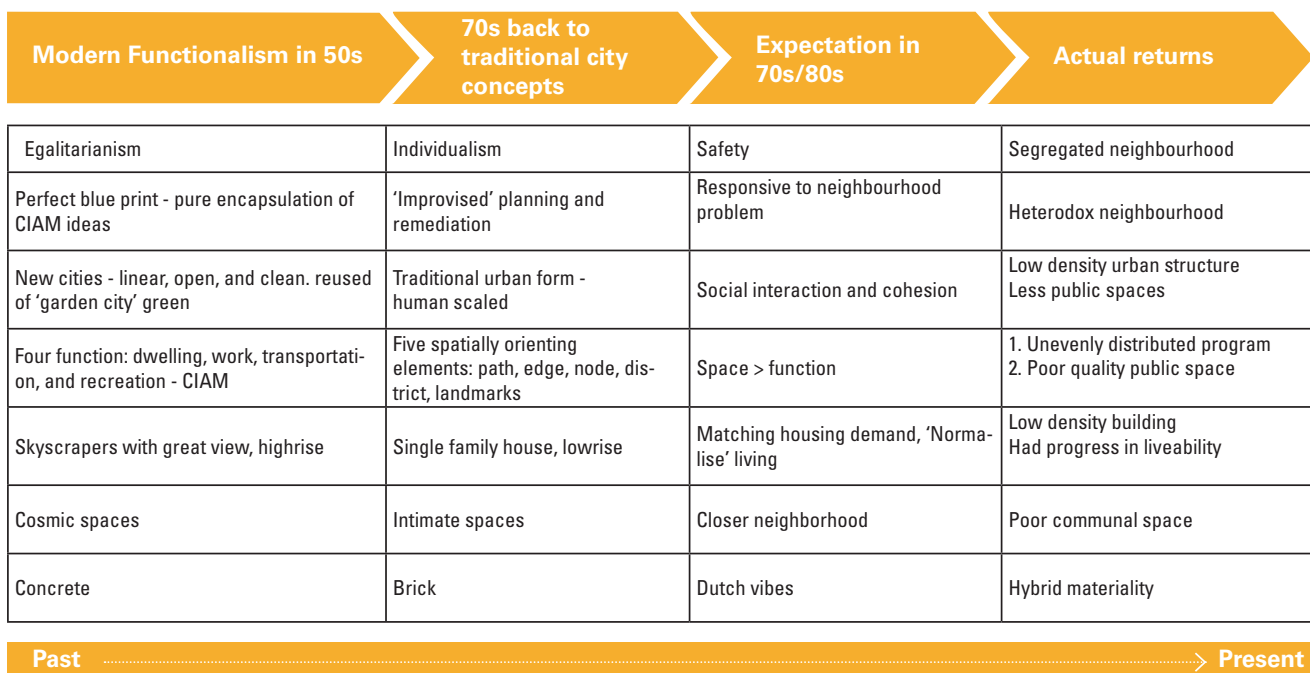 Modern Functionalism in 50s
70s back to
traditional city
concepts
Expectation in
70s/80s
Actual returns
Egalitarianism
Individualism
Safety
Segregated neighbourhood
Perfect blue print - pure encapsulation of
CIAM ideas
‘Improvised’ planning and
remediation
Responsive to neighbourhood
problem
Heterodox neighbourhood
New cities - linear, open, and clean. reused
of ‘garden city’ green
Traditional urban form -
human scaled
Social interaction and cohesion
Low density urban structure
Less public spaces
Four function: dwelling, work, transportati-
on, and recreation - CIAM
Five spatially orienting
elements: path, edge, node, dis-
trict, landmarks
Space > function
1. Unevenly distributed program
2. Poor quality public space
Skyscrapers with great view, highrise
Single family house, lowrise
Matching housing demand, ‘Norma-
lise’ living
Low density building
Had progress in liveability
Cosmic spaces
Intimate spaces
Closer neighborhood
Poor communal space
Concrete
Brick
Dutch vibes
Hybrid materiality
Past
Present